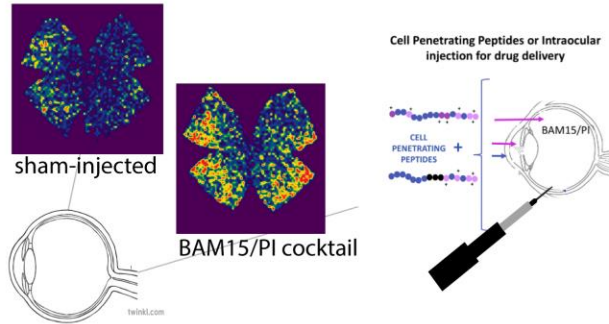 sham-injected
BAM15/PI cocktail
twinkl.com
Cell Penetrating Peptides or Intraocular
injection for drug delivery
CELL
PENETRATING
PEPTIDES
+
BAM15/PI